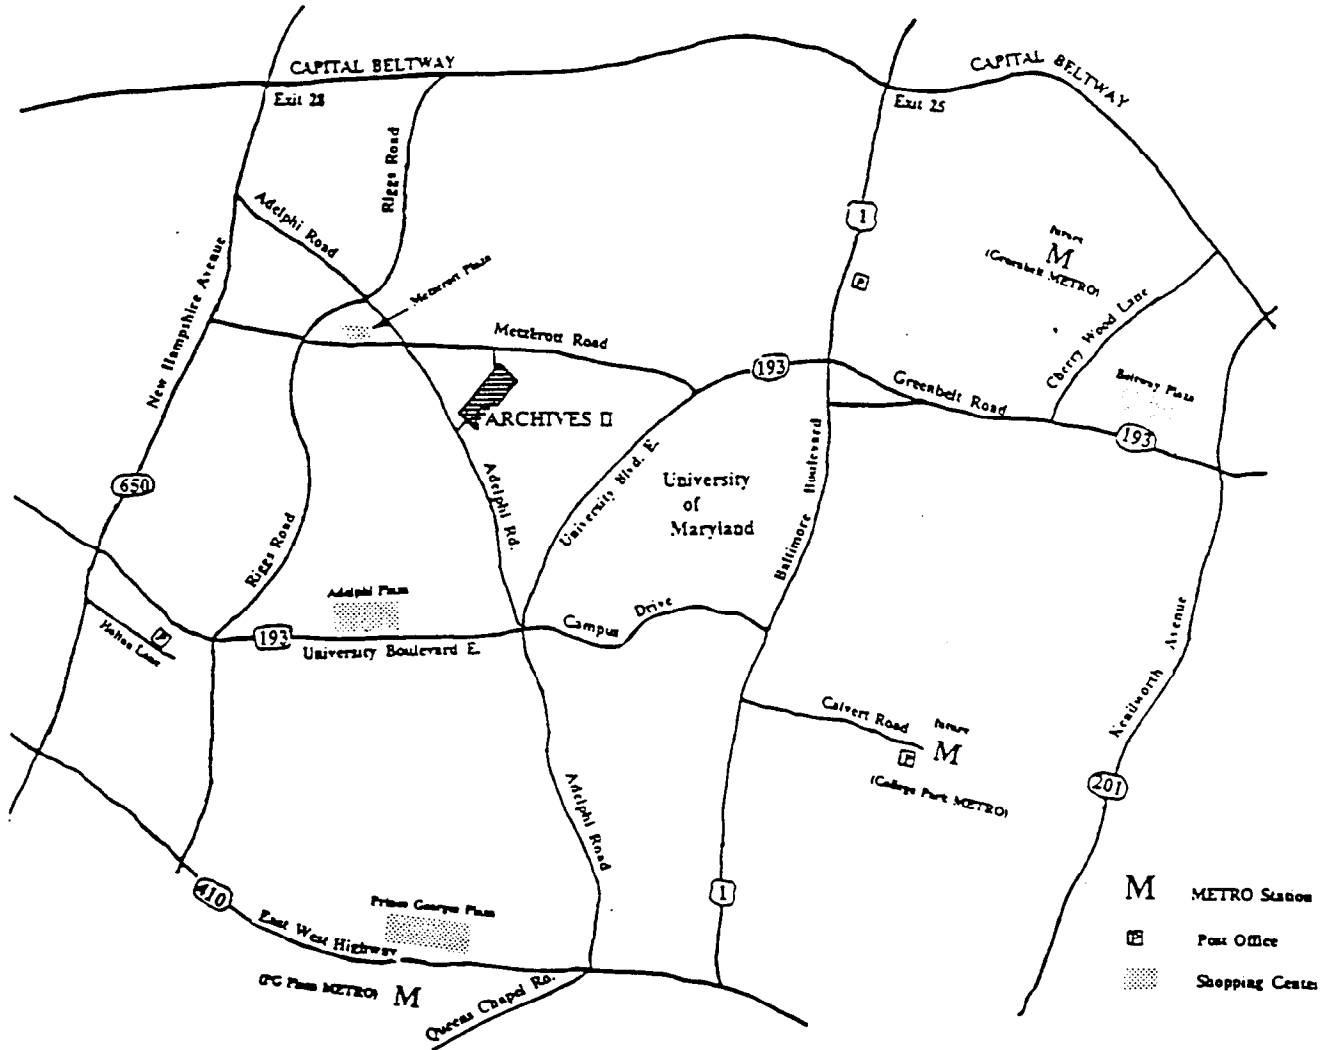 CAPITAL BELTWAY
CAPITAL BELTWAY
Exit 28
Exit 25
Riggs Road
Adelphi Road
1
New Hampshire Avenue
Metzerott Plaza
Future
M
(Greenbelt METRO)
P
Cherry Wood Lane
Metzerott Road
193
Greenbelt Road
Beltway Plaza
193
ARCHIVES II
650
Adelphi Rd.
University Blvd. E.
University
of
Maryland
Baltimore Boulevard
Riggs Road
Adelphi Plaza
Campus Drive
P
193
University Boulevard E.
Kenilworth Avenue
Calvert Road
Future
M
P
(College Park METRO)
201
Adelphi Road
410
1
Prince Georges Plaza
East West Highway
(PG Plaza METRO) M
Queens Chapel Rd.
M METRO Station
P Post Office
Shopping Center